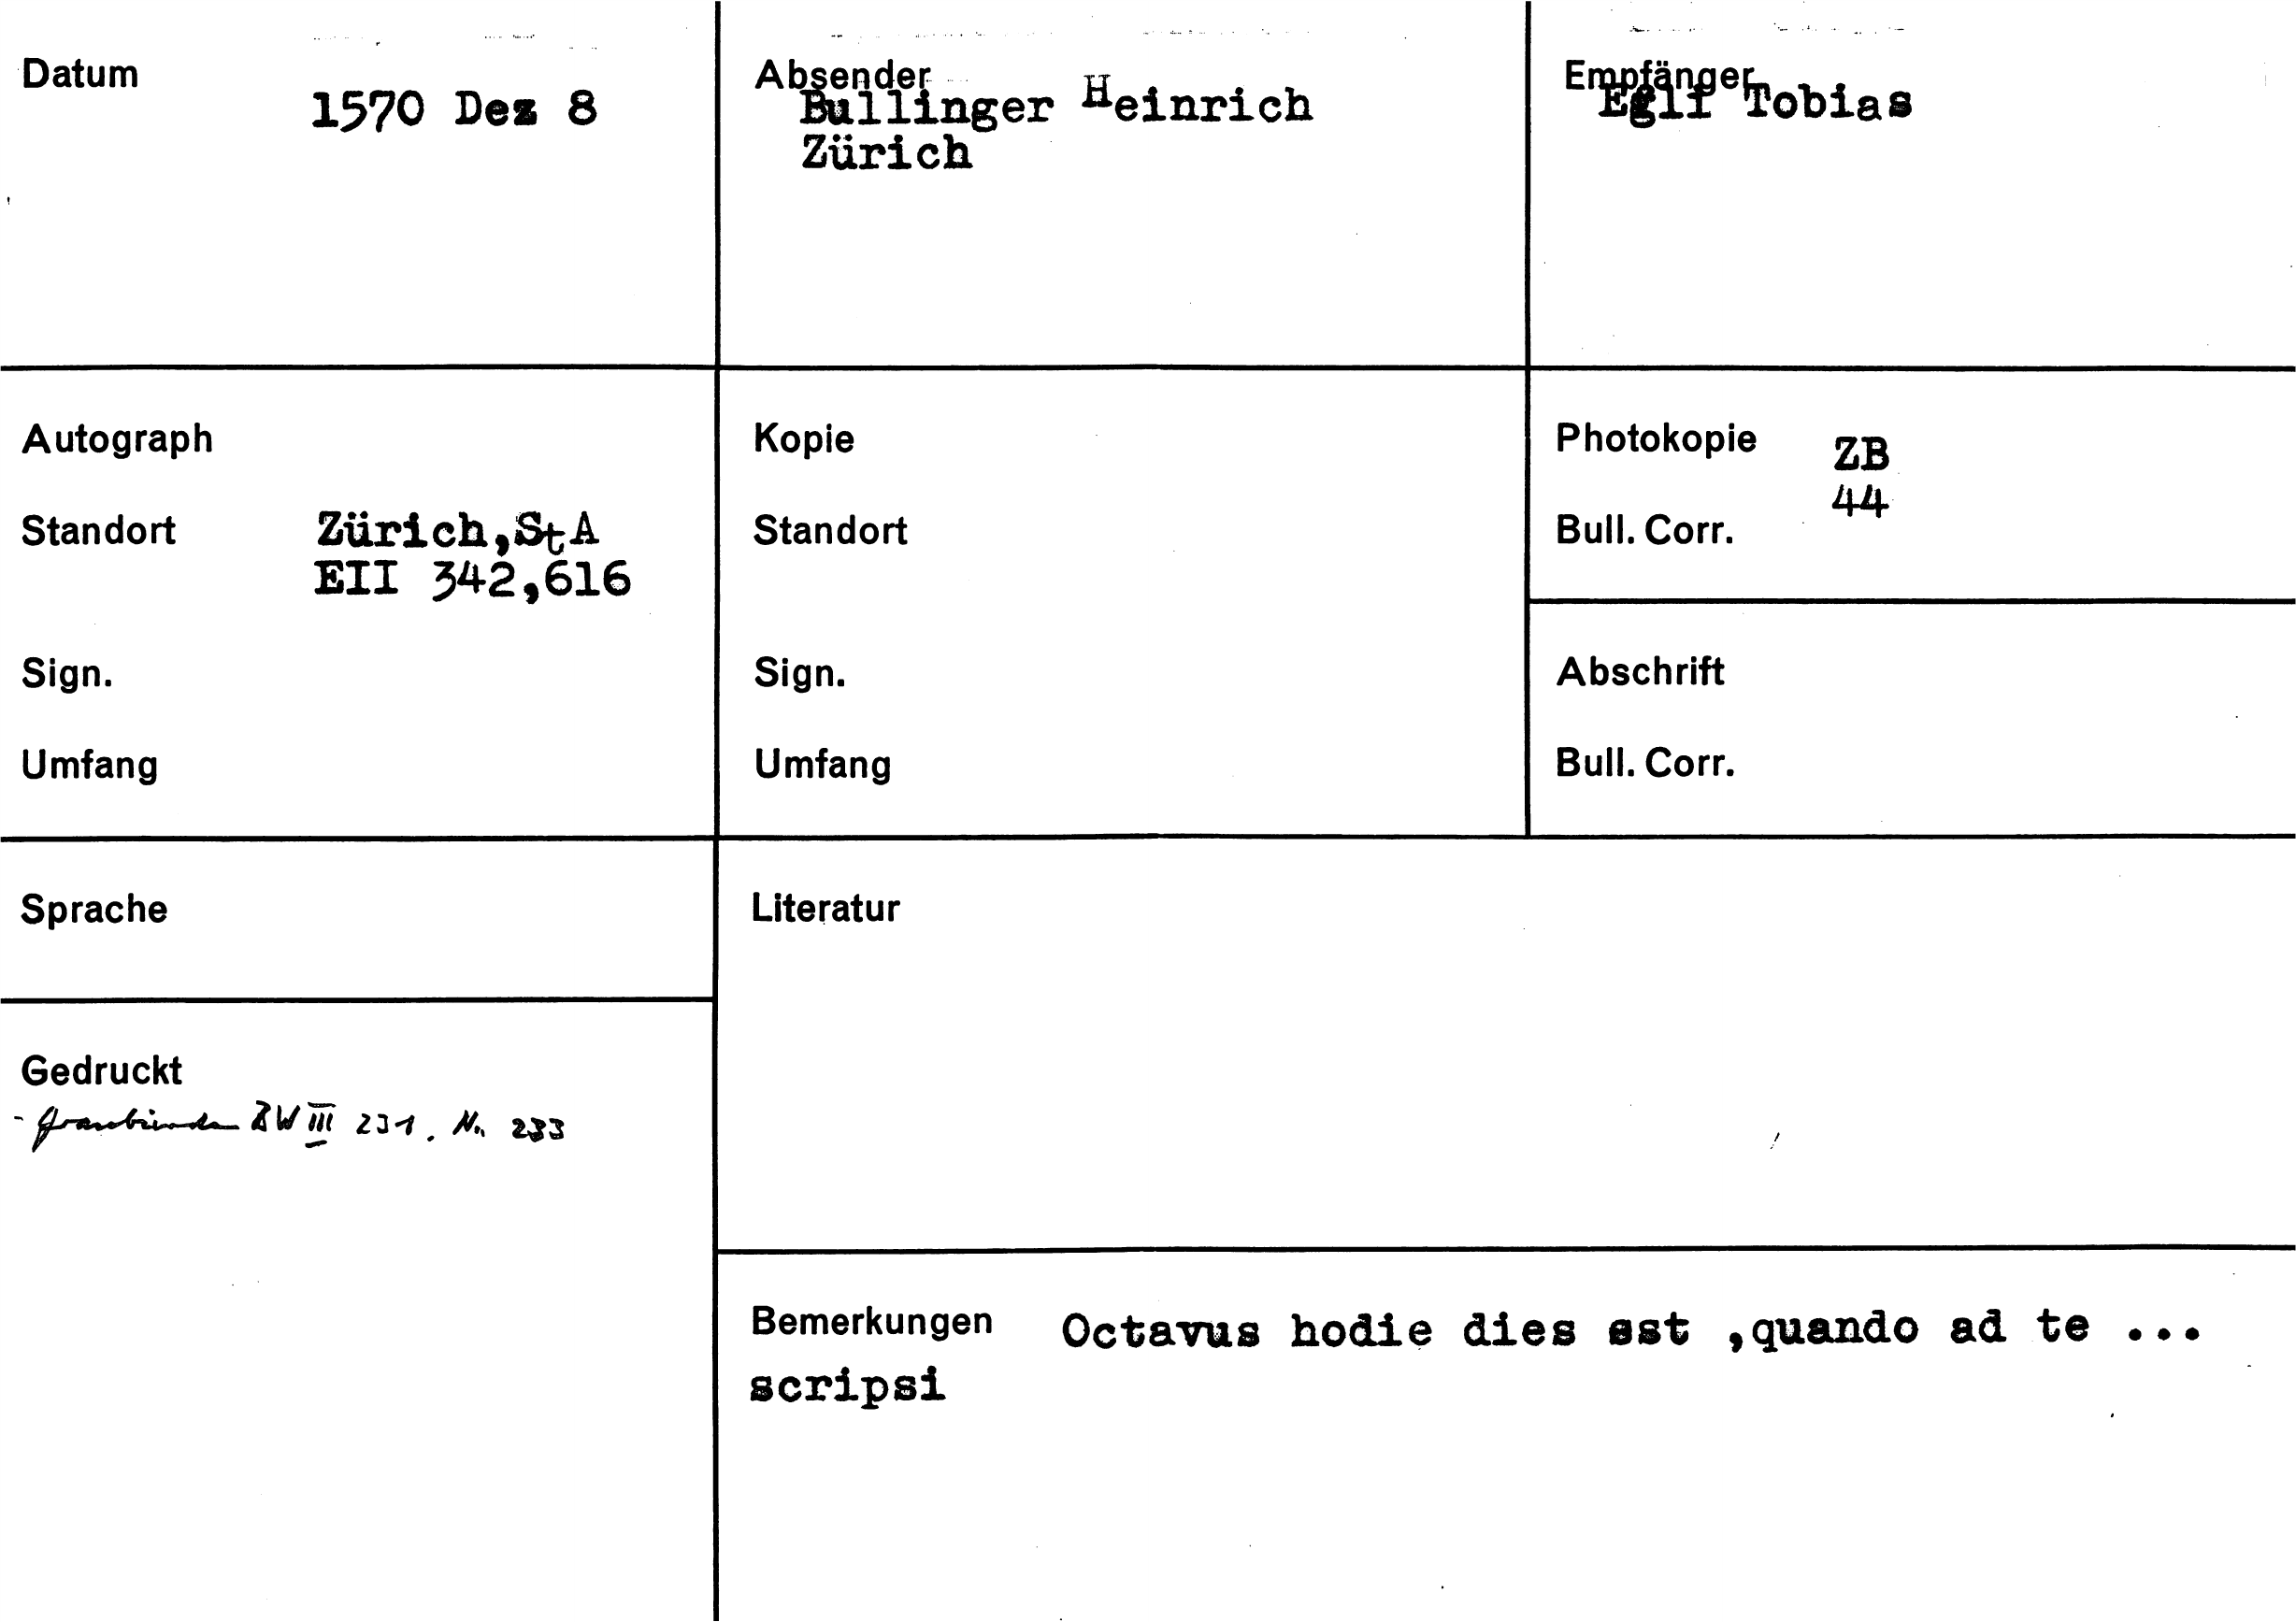 Datum
1570 Dez 8
Absender
Bullinger Heinrich
Zürich
Empfänger
Egli Tobias
Autograph
Standort Zürich,StA
EII 342,616
Sign.
Umfang
Kopie
Standort
Sign.
Umfang
Photokopie ZB
44
Bull. Corr.
Abschrift
Bull. Corr.
Sprache
Literatur
Gedruckt
- Graubünden BW III 231. Nr. 233
Bemerkungen Octavus hodie dies est ,quando ad te ...
scripsi